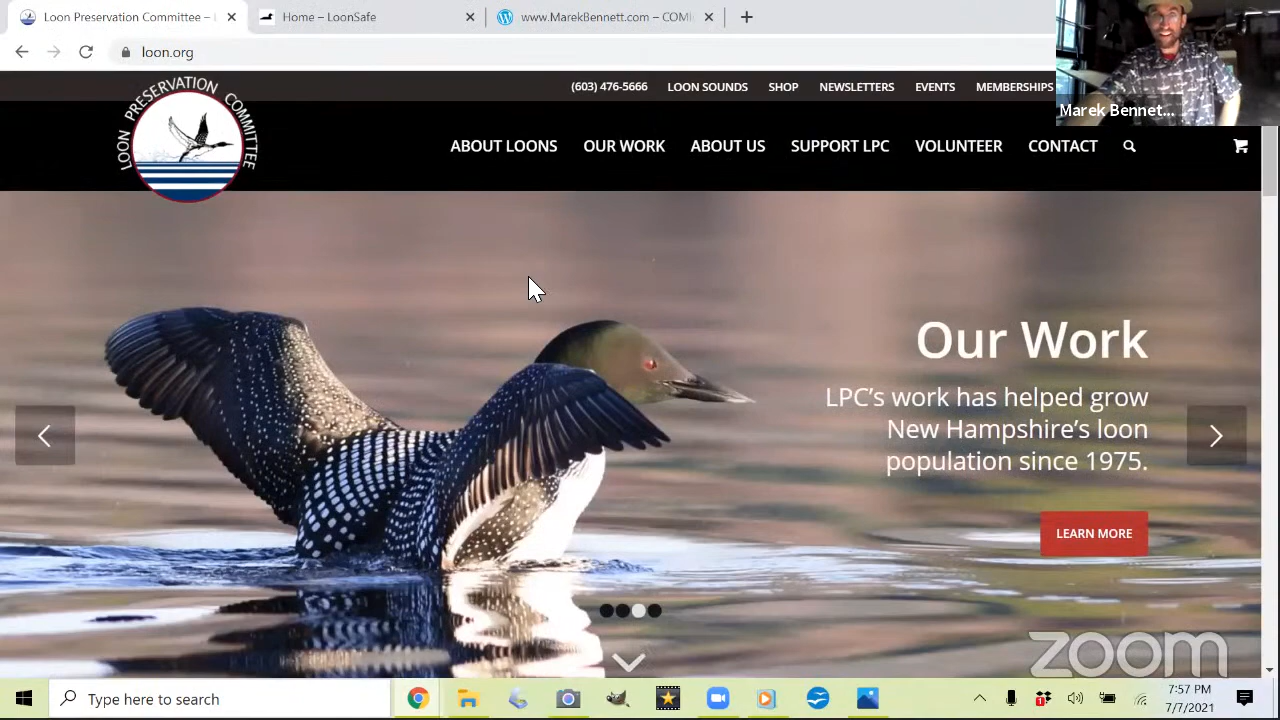 Loon Preservation Committee –
Home – LoonSafe
www.MarekBennett.com – COMI
loon.org
Marek Bennet...
(603) 476-5666 LOON SOUNDS SHOP NEWSLETTERS EVENTS MEMBERSHIPS
LOON PRESERVATION COMMITTEE
ABOUT LOONS OUR WORK ABOUT US SUPPORT LPC VOLUNTEER CONTACT
Our Work
LPC's work has helped grow
New Hampshire's loon
population since 1975.
LEARN MORE
zoom
Type here to search
7:57 PM
7/7/2021